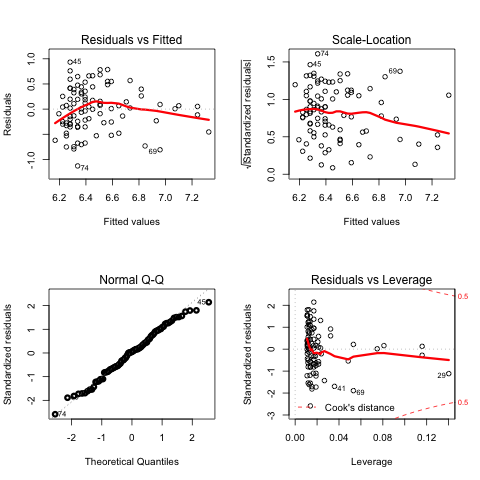 Residuals vs Fitted
Residuals
-1.0 0.0 0.5 1.0
45
69
74
6.2 6.4 6.6 6.8 7.0 7.2
Fitted values
Scale-Location
√|Standardized residuals|
0.0 0.5 1.0 1.5
74
45
69
6.2 6.4 6.6 6.8 7.0 7.2
Fitted values
Normal Q-Q
Standardized residuals
-2 -1 0 1 2
45
74
-2 -1 0 1 2
Theoretical Quantiles
Residuals vs Leverage
Standardized residuals
-3 -2 -1 0 1 2
0.5
29
41
69
0.5
Cook's distance
0.00 0.04 0.08 0.12
Leverage